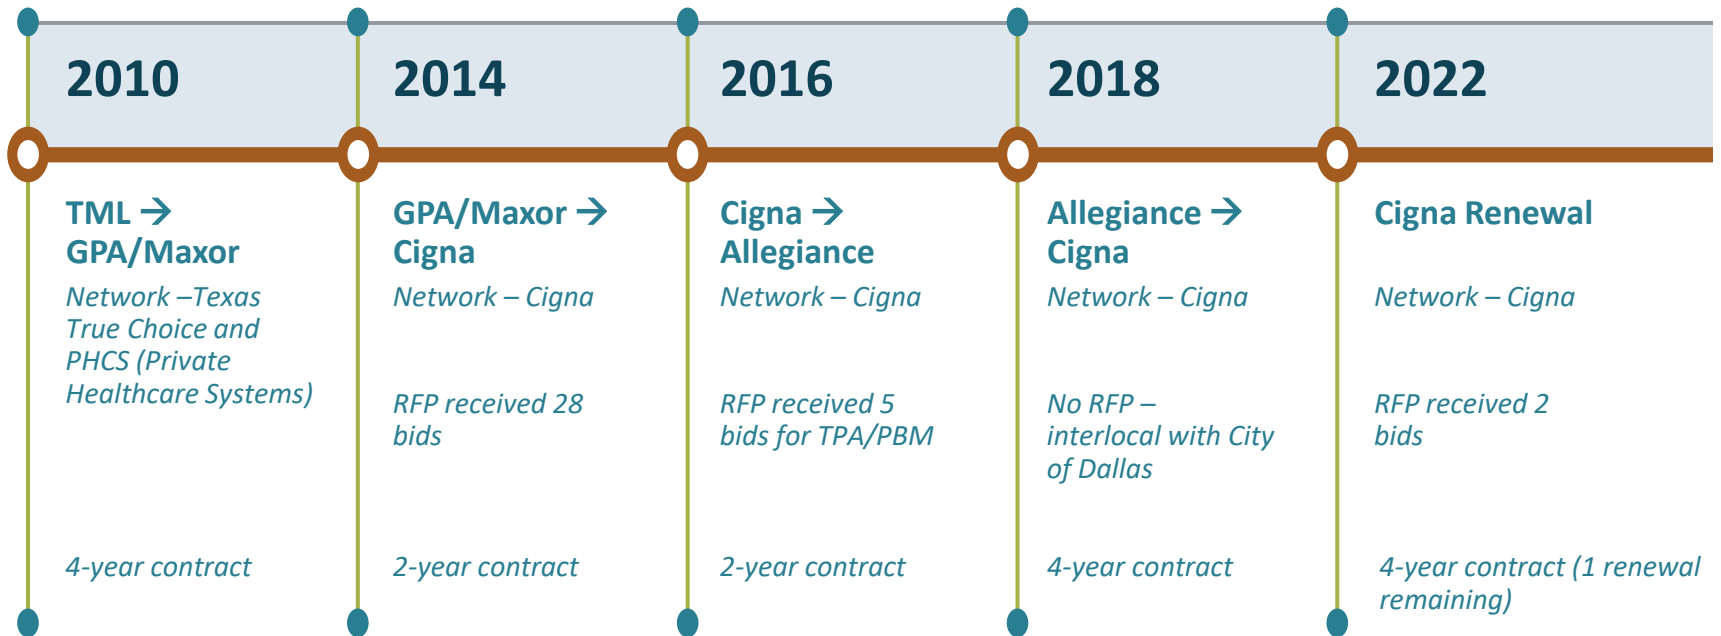 2010
TML →
GPA/Maxor
Network –Texas
True Choice and
PHCS (Private
Healthcare Systems)
4-year contract
2014
GPA/Maxor →
Cigna
Network – Cigna
RFP received 28
bids
2-year contract
2016
Cigna →
Allegiance
Network – Cigna
RFP received 5
bids for TPA/PBM
2-year contract
2018
Allegiance →
Cigna
Network – Cigna
No RFP –
interlocal with City
of Dallas
4-year contract
2022
Cigna Renewal
Network – Cigna
RFP received 2
bids
4-year contract (1 renewal
remaining)